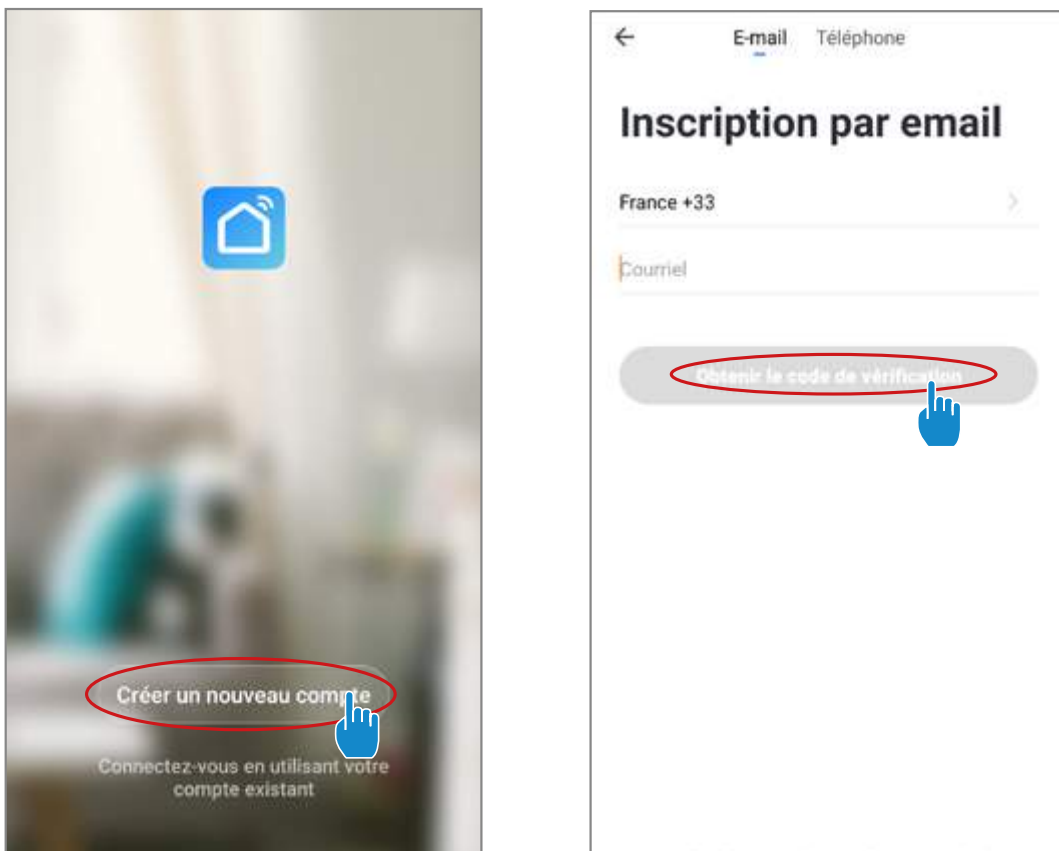 Créer un nouveau compte
Connectez-vous en utilisant votre
compte existant
E-mail Téléphone
Inscription par email
France +33
Courriel
Obtenir le code de vérification